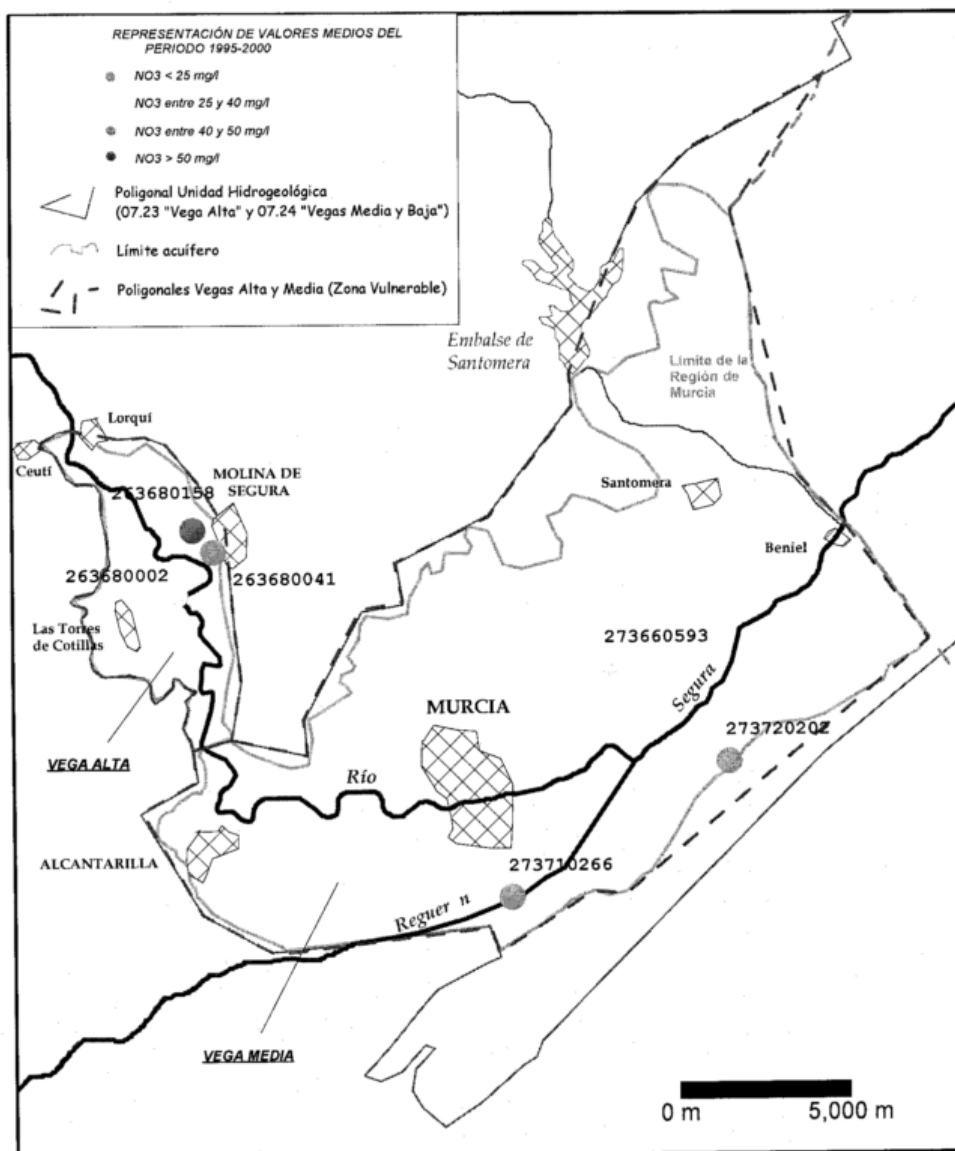 REPRESENTACIÓN DE VALORES MEDIOS DEL
PERIODO 1995-2000
NO3 < 25 mg/l
NO3 entre 25 y 40 mg/l
NO3 entre 40 y 50 mg/l
NO3 > 50 mg/l
Poligonal Unidad Hidrogeológica
(07.23 "Vega Alta" y 07.24 "Vegas Media y Baja")
Límite acuífero
Poligonales Vegas Alta y Media (Zona Vulnerable)
Embalse de
Santomera
Límite de la
Región de
Murcia
Lorquí
Ceutí
MOLINA DE
SEGURA
263680158
Santomera
Beniel
263680002
263680041
Las Torres
de Cotillas
273660593
Segura
MURCIA
273720202
VEGA ALTA
Río
ALCANTARILLA
273710266
Reguer n
VEGA MEDIA
0 m
5,000 m